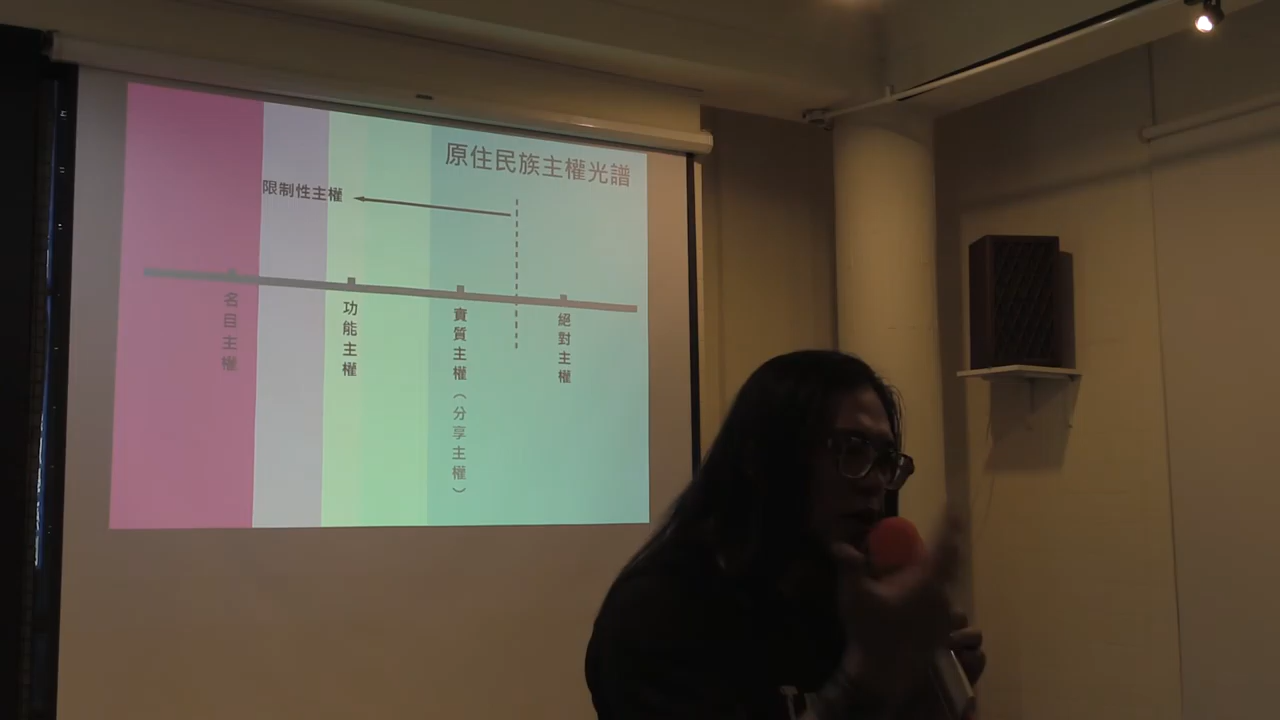 原住民族主權光譜
限制性主權
名目主權
功能主權
實質主權（分享主權）
絕對主權